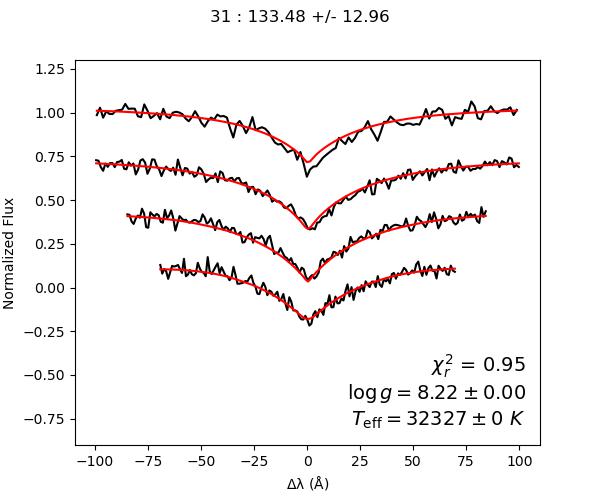 31 : 133.48 +/- 12.96
1.25
1.00
0.75
0.50
0.25
0.00
−0.25
−0.50
−0.75
Normalized Flux
χ²ᵣ = 0.95
log g = 8.22 ± 0.00
T_eff = 32327 ± 0 K
−100 −75 −50 −25 0 25 50 75 100
Δλ (Å)